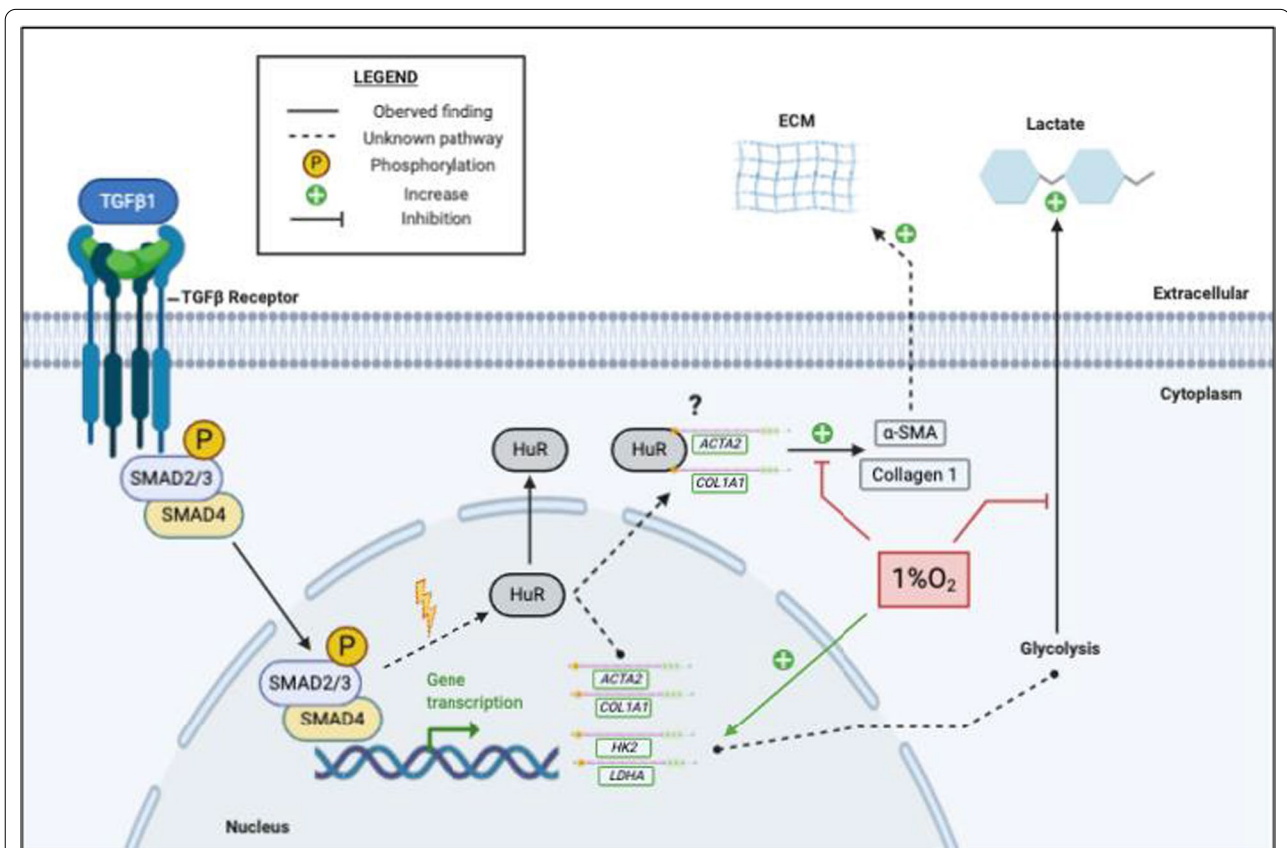 LEGEND
Oberved finding
Unknown pathway
P
Phosphorylation
Increase
Inhibition
ECM
Lactate
TGFβ1
TGFβ Receptor
Extracellular
Cytoplasm
P
SMAD2/3
SMAD4
HuR
?
HuR
ACTA2
COL1A1
α-SMA
Collagen 1
1%O₂
HuR
P
SMAD2/3
SMAD4
Gene
transcription
ACTA2
COL1A1
HK2
LDHA
Glycolysis
Nucleus